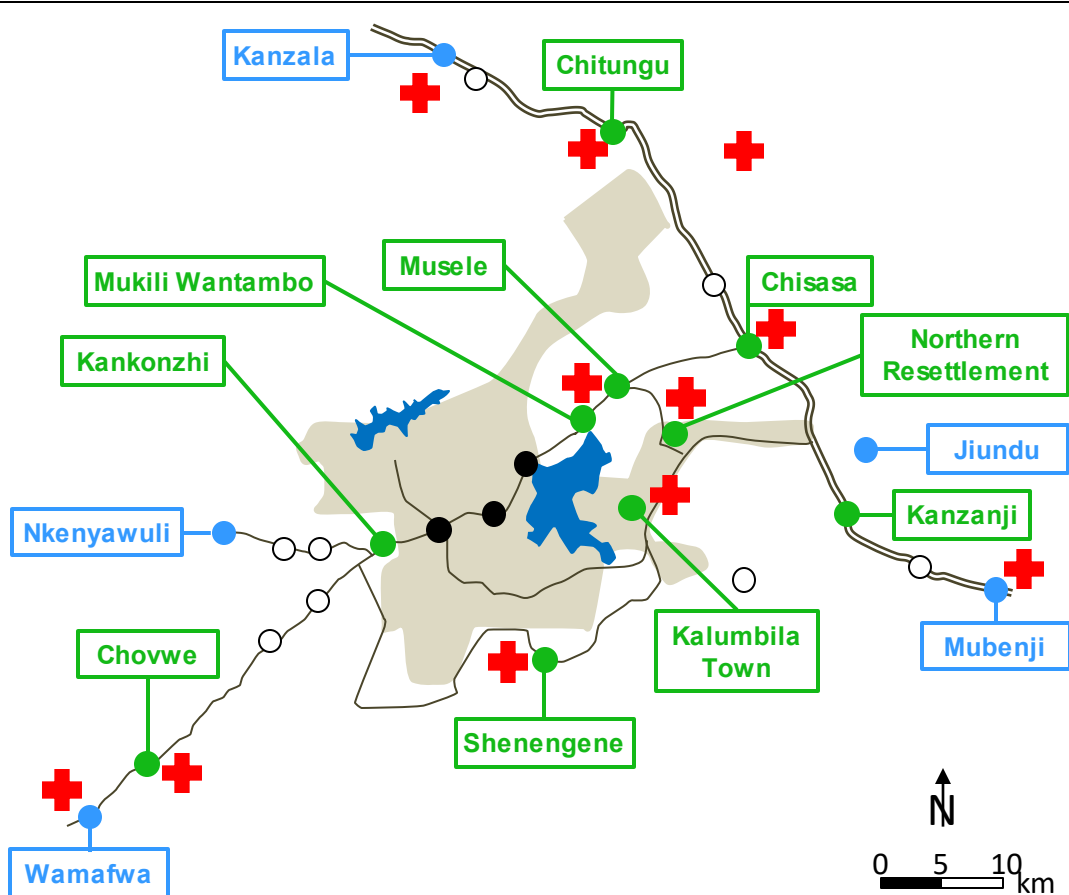 Kanzala
Chitungu
Musele
Mukili Wantambo
Chisasa
Kankonzhi
Northern
Resettlement
Jiundu
Nkenyawuli
Kanzanji
Kalumbila
Town
Mubenji
Chovwe
Shenengene
Wamafwa
N
0 5 10
km